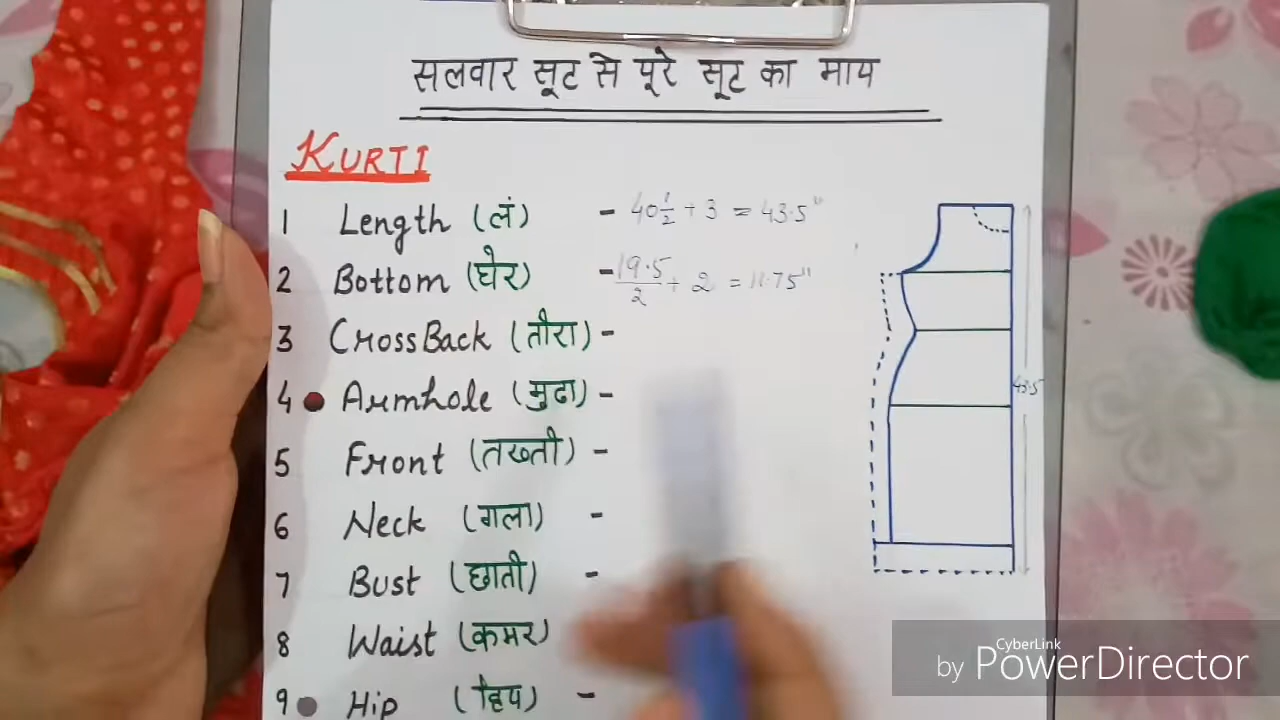 सलवार सूट से पूरे सूट का माप
KURTI
1 Length (लं) - 40 1/2 + 3 = 43.5"
2 Bottom (घेर) - 19.5/2 + 2 = 11.75"
3 CrossBack (तीरा) -
4 Armhole (मुढा) -
43.5
5 Front (तख्ती) -
6 Neck (गला) -
7 Bust (छाती) -
8 Waist (कमर)
9 Hip (हिप) -
CyberLink
by PowerDirector